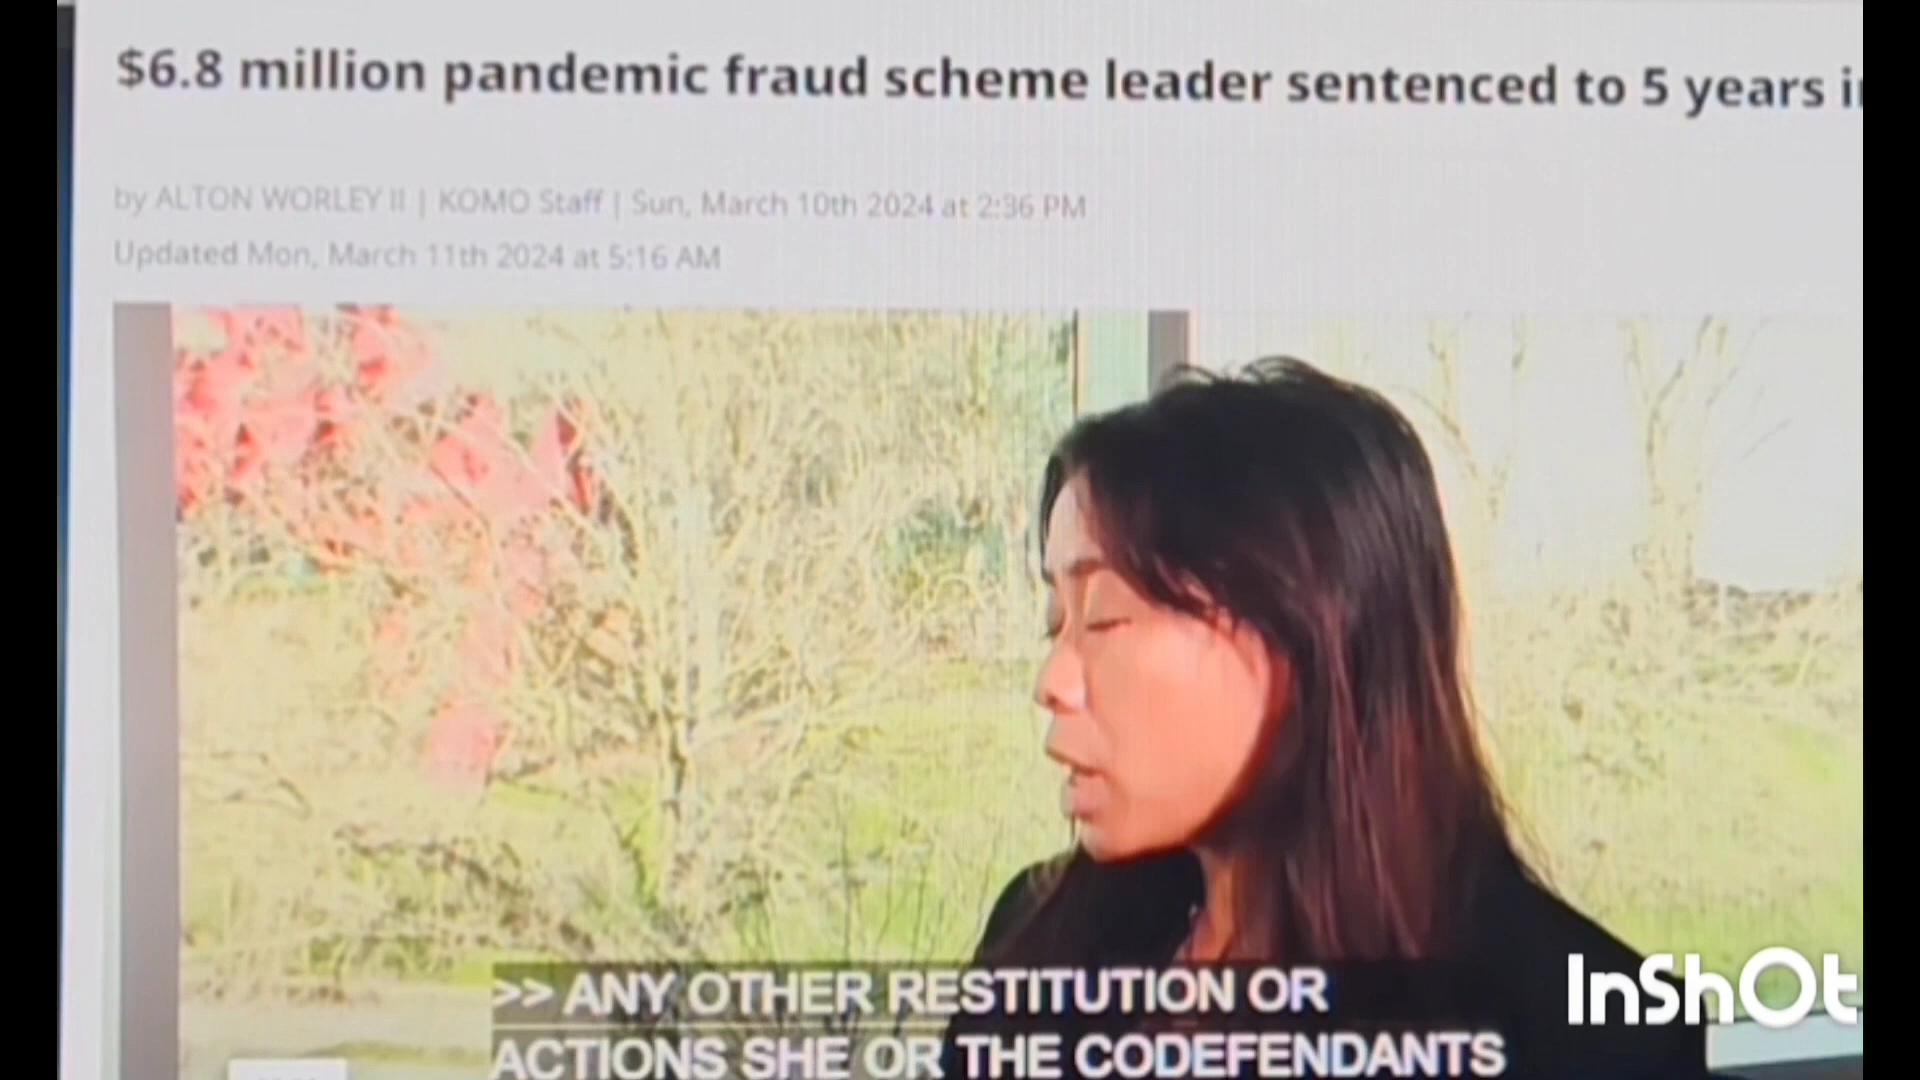 $6.8 million pandemic fraud scheme leader sentenced to 5 years
by ALTON WORLEY II | KOMO Staff | Sun, March 10th 2024 at 2:36 PM
Updated Mon, March 11th 2024 at 5:16 AM
>> ANY OTHER RESTITUTION OR
ACTIONS SHE OR THE CODEFENDANTS
InShOt